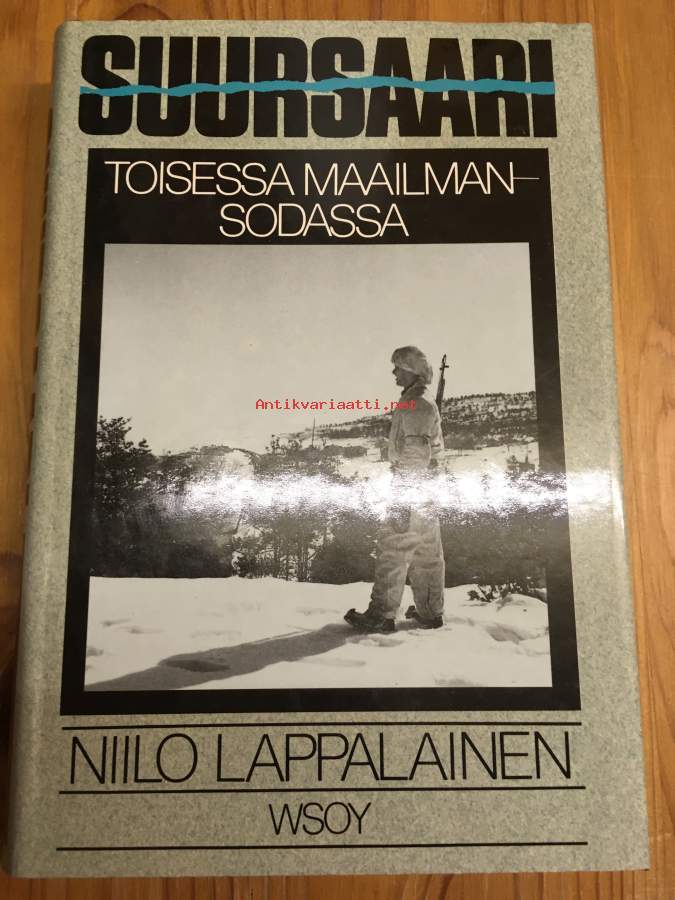 SUURSAARI
TOISESSA MAAILMAN-
SODASSA
Antikvariaatti.net
NIILO LAPPALAINEN
WSOY